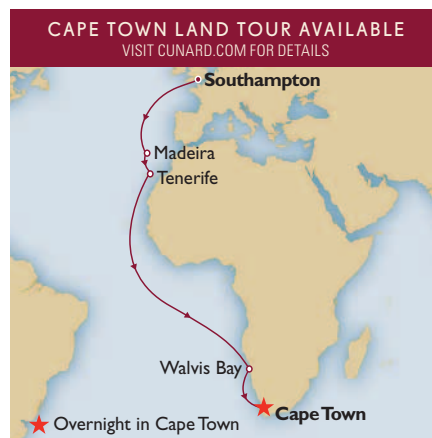 CAPE TOWN LAND TOUR AVAILABLE
VISIT CUNARD.COM FOR DETAILS
Southampton
Madeira
Tenerife
Walvis Bay
Cape Town
Overnight in Cape Town